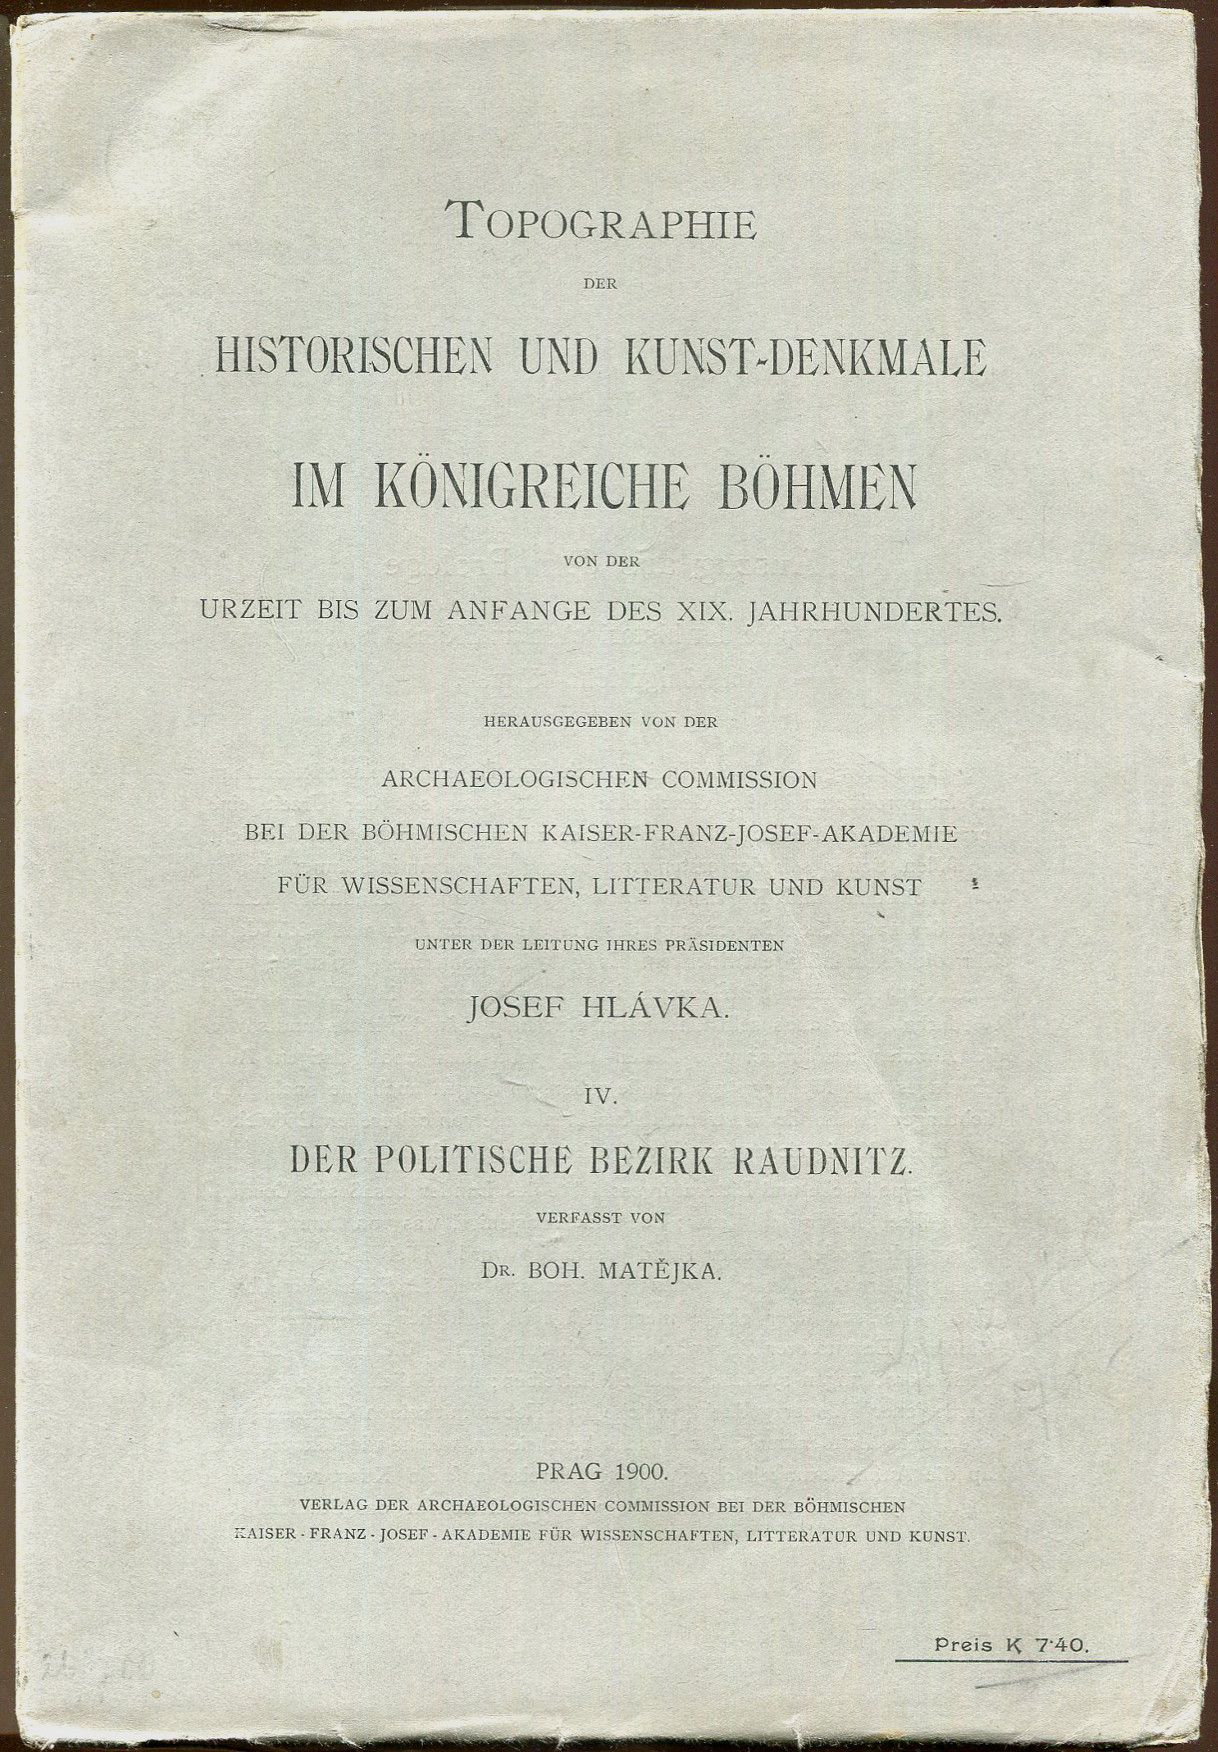 TOPOGRAPHIE
DER
HISTORISCHEN UND KUNST-DENKMALE
IM KÖNIGREICHE BÖHMEN
VON DER
URZEIT BIS ZUM ANFANGE DES XIX. JAHRHUNDERTES.
HERAUSGEGEBEN VON DER
ARCHAEOLOGISCHEN COMMISSION
BEI DER BÖHMISCHEN KAISER-FRANZ-JOSEF-AKADEMIE
FÜR WISSENSCHAFTEN, LITTERATUR UND KUNST
UNTER DER LEITUNG IHRES PRÄSIDENTEN
JOSEF HLÁVKA.
IV.
DER POLITISCHE BEZIRK RAUDNITZ.
VERFASST VON
DR. BOH. MATĚJKA.
PRAG 1900.
VERLAG DER ARCHAEOLOGISCHEN COMMISSION BEI DER BÖHMISCHEN
KAISER-FRANZ-JOSEF-AKADEMIE FÜR WISSENSCHAFTEN, LITTERATUR UND KUNST.
Preis K 7·40.